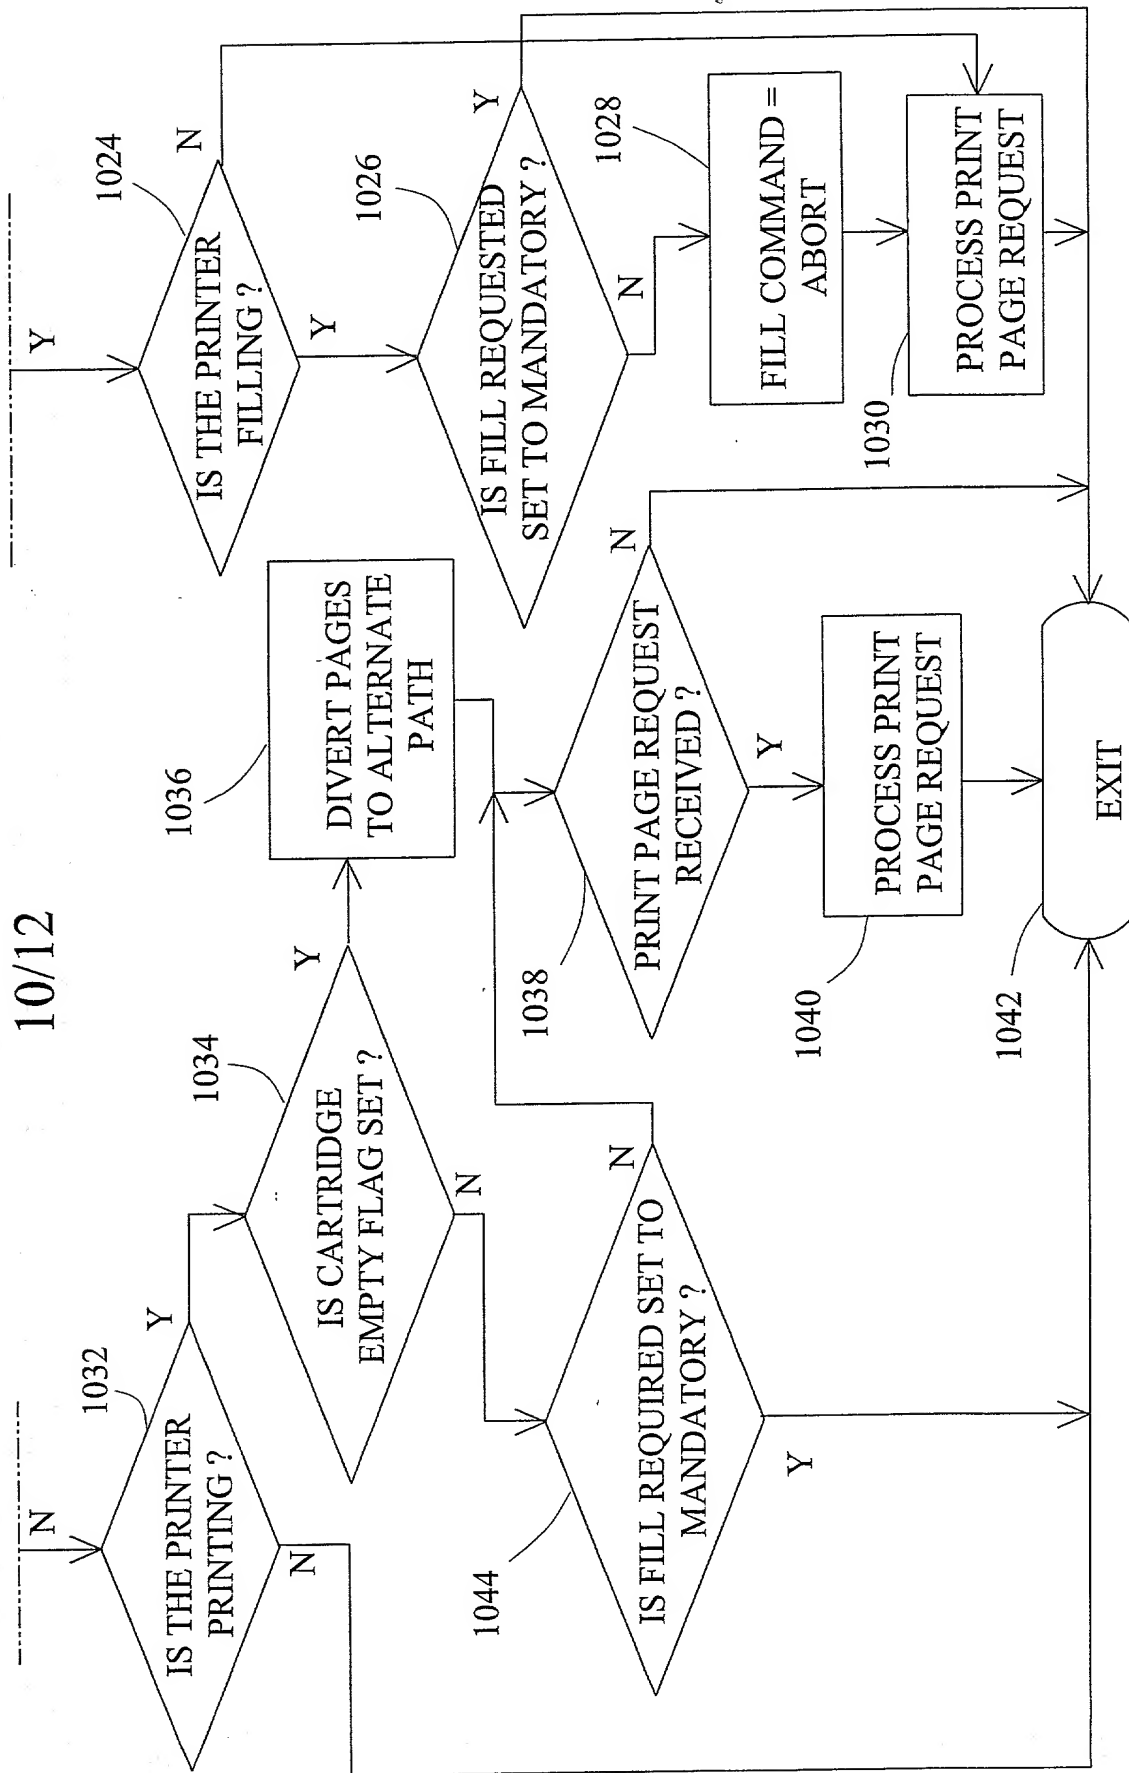 10/12
N
1032
IS THE PRINTER
PRINTING ?
Y
N
1034
IS CARTRIDGE
EMPTY FLAG SET ?
Y
N
1036
DIVERT PAGES
TO ALTERNATE
PATH
1044
IS FILL REQUIRED SET TO
MANDATORY ?
N
Y
1038
PRINT PAGE REQUEST
RECEIVED ?
N
Y
1040
PROCESS PRINT
PAGE REQUEST
1042
EXIT
Y
1024
IS THE PRINTER
FILLING ?
N
Y
1026
IS FILL REQUESTED
SET TO MANDATORY ?
Y
N
1028
FILL COMMAND =
ABORT
1030
PROCESS PRINT
PAGE REQUEST